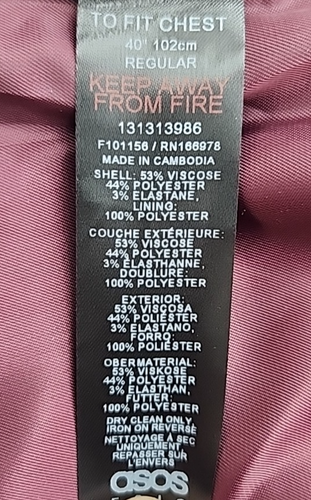 TO FIT CHEST
40" 102cm
REGULAR
KEEP AWAY
FROM FIRE
131313986
F101156 / RN166978
MADE IN CAMBODIA
SHELL: 53% VISCOSE
44% POLYESTER
3% ELASTANE,
LINING:
100% POLYESTER
COUCHE EXTÉRIEURE:
53% VISCOSE
44% POLYESTER
3% ÉLASTHANNE,
DOUBLURE:
100% POLYESTER
EXTERIOR:
53% VISCOSA
44% POLIÉSTER
3% ELASTANO,
FORRO:
100% POLIÉSTER
OBERMATERIAL:
53% VISKOSE
44% POLYESTER
3% ELASTHAN,
FUTTER:
100% POLYESTER
DRY CLEAN ONLY
IRON ON REVERSE
NETTOYAGE À SEC
UNIQUEMENT
REPASSER SUR
L'ENVERS
asos